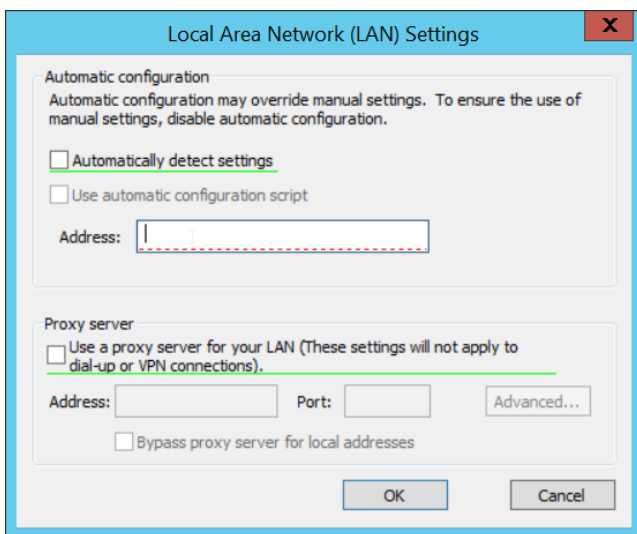 Local Area Network (LAN) Settings
X
Automatic configuration
Automatic configuration may override manual settings. To ensure the use of
manual settings, disable automatic configuration.
Automatically detect settings
Use automatic configuration script
Address:
Proxy server
Use a proxy server for your LAN (These settings will not apply to
dial-up or VPN connections).
Address: Port: Advanced...
Bypass proxy server for local addresses
OK Cancel